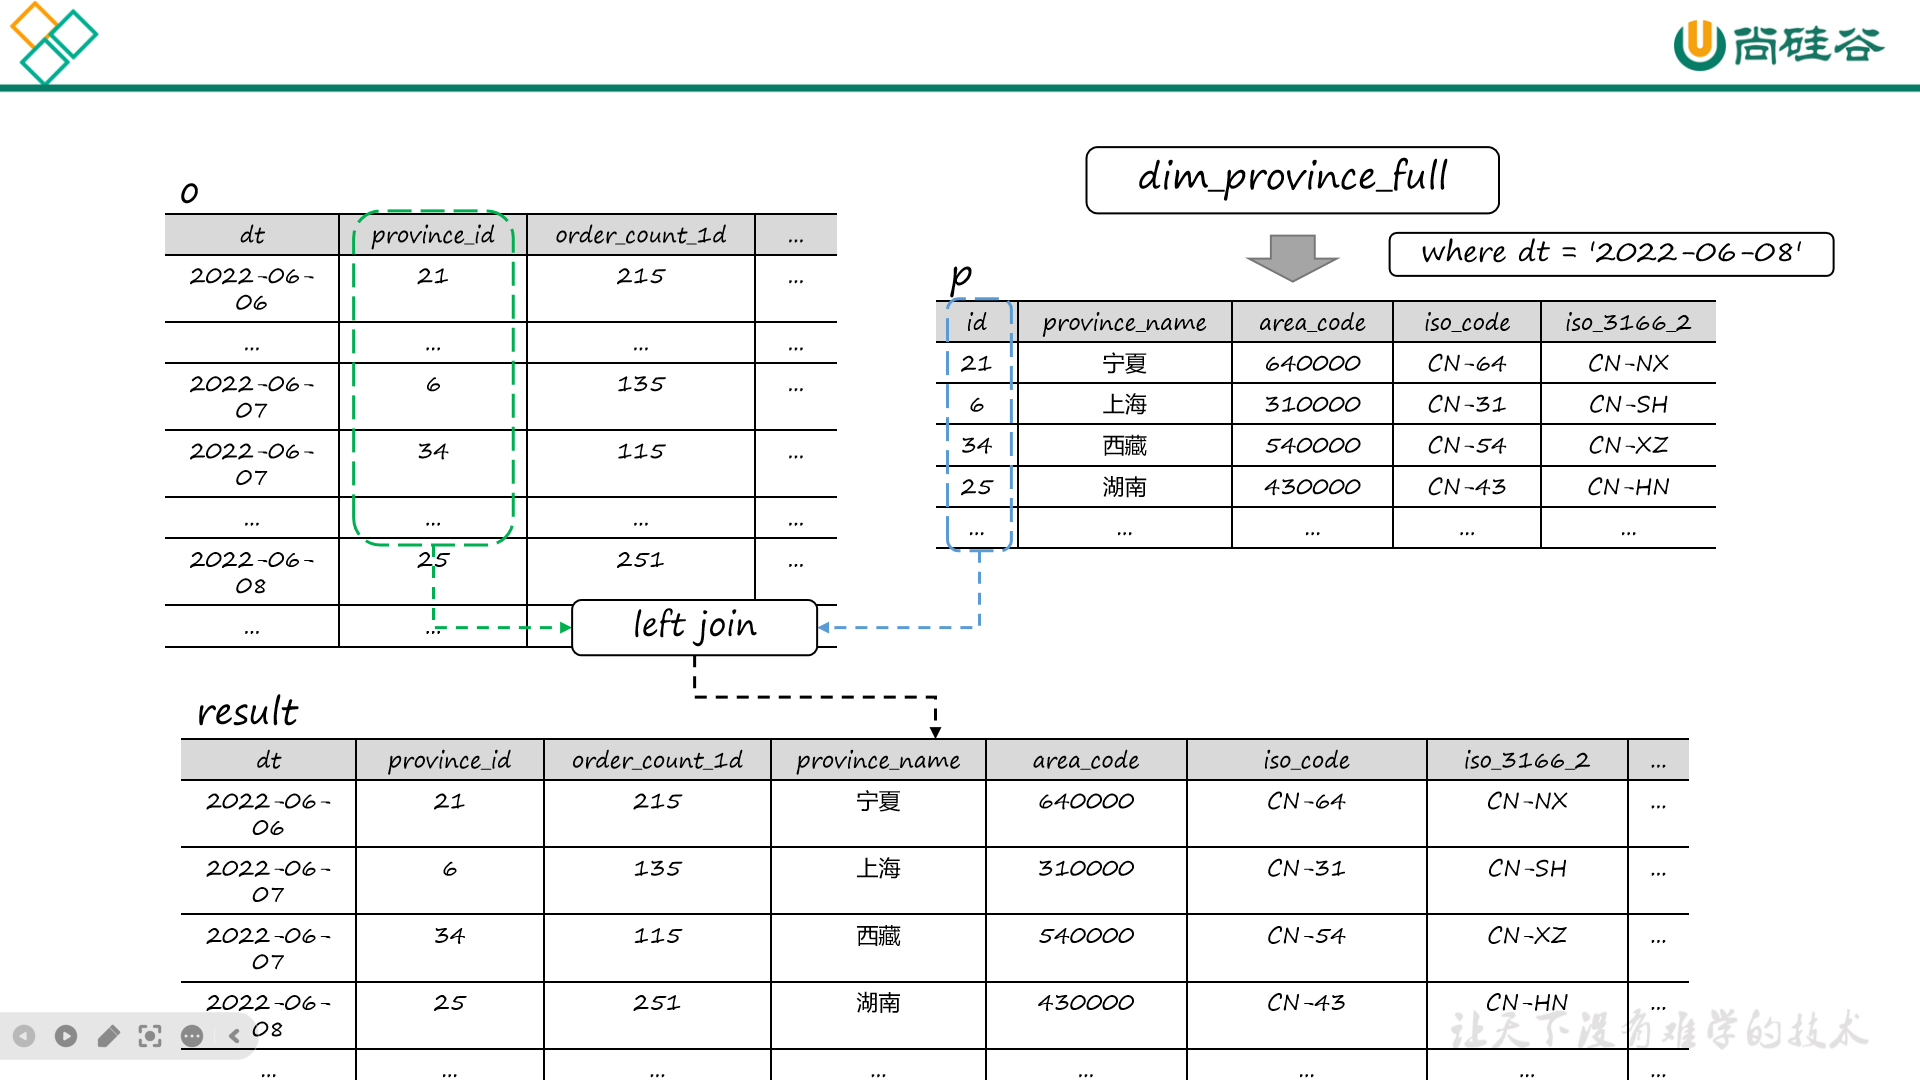 尚硅谷
dim_province_full
where dt = '2022-06-08'
o
dt province_id order_count_1d ...
2022-06-06 21 215 ...
... ... ... ...
2022-06-07 6 135 ...
2022-06-07 34 115 ...
... ... ... ...
2022-06-08 25 251 ...
... ...
p
id province_name area_code iso_code iso_3166_2
21 宁夏 640000 CN-64 CN-NX
6 上海 310000 CN-31 CN-SH
34 西藏 540000 CN-54 CN-XZ
25 湖南 430000 CN-43 CN-HN
... ... ... ... ...
left join
result
dt province_id order_count_1d province_name area_code iso_code iso_3166_2 ...
2022-06-06 21 215 宁夏 640000 CN-64 CN-NX ...
2022-06-07 6 135 上海 310000 CN-31 CN-SH ...
2022-06-07 34 115 西藏 540000 CN-54 CN-XZ ...
2022-06-08 25 251 湖南 430000 CN-43 CN-HN ...
... ... ... ... ... ... ... ...
让天下没有难学的技术